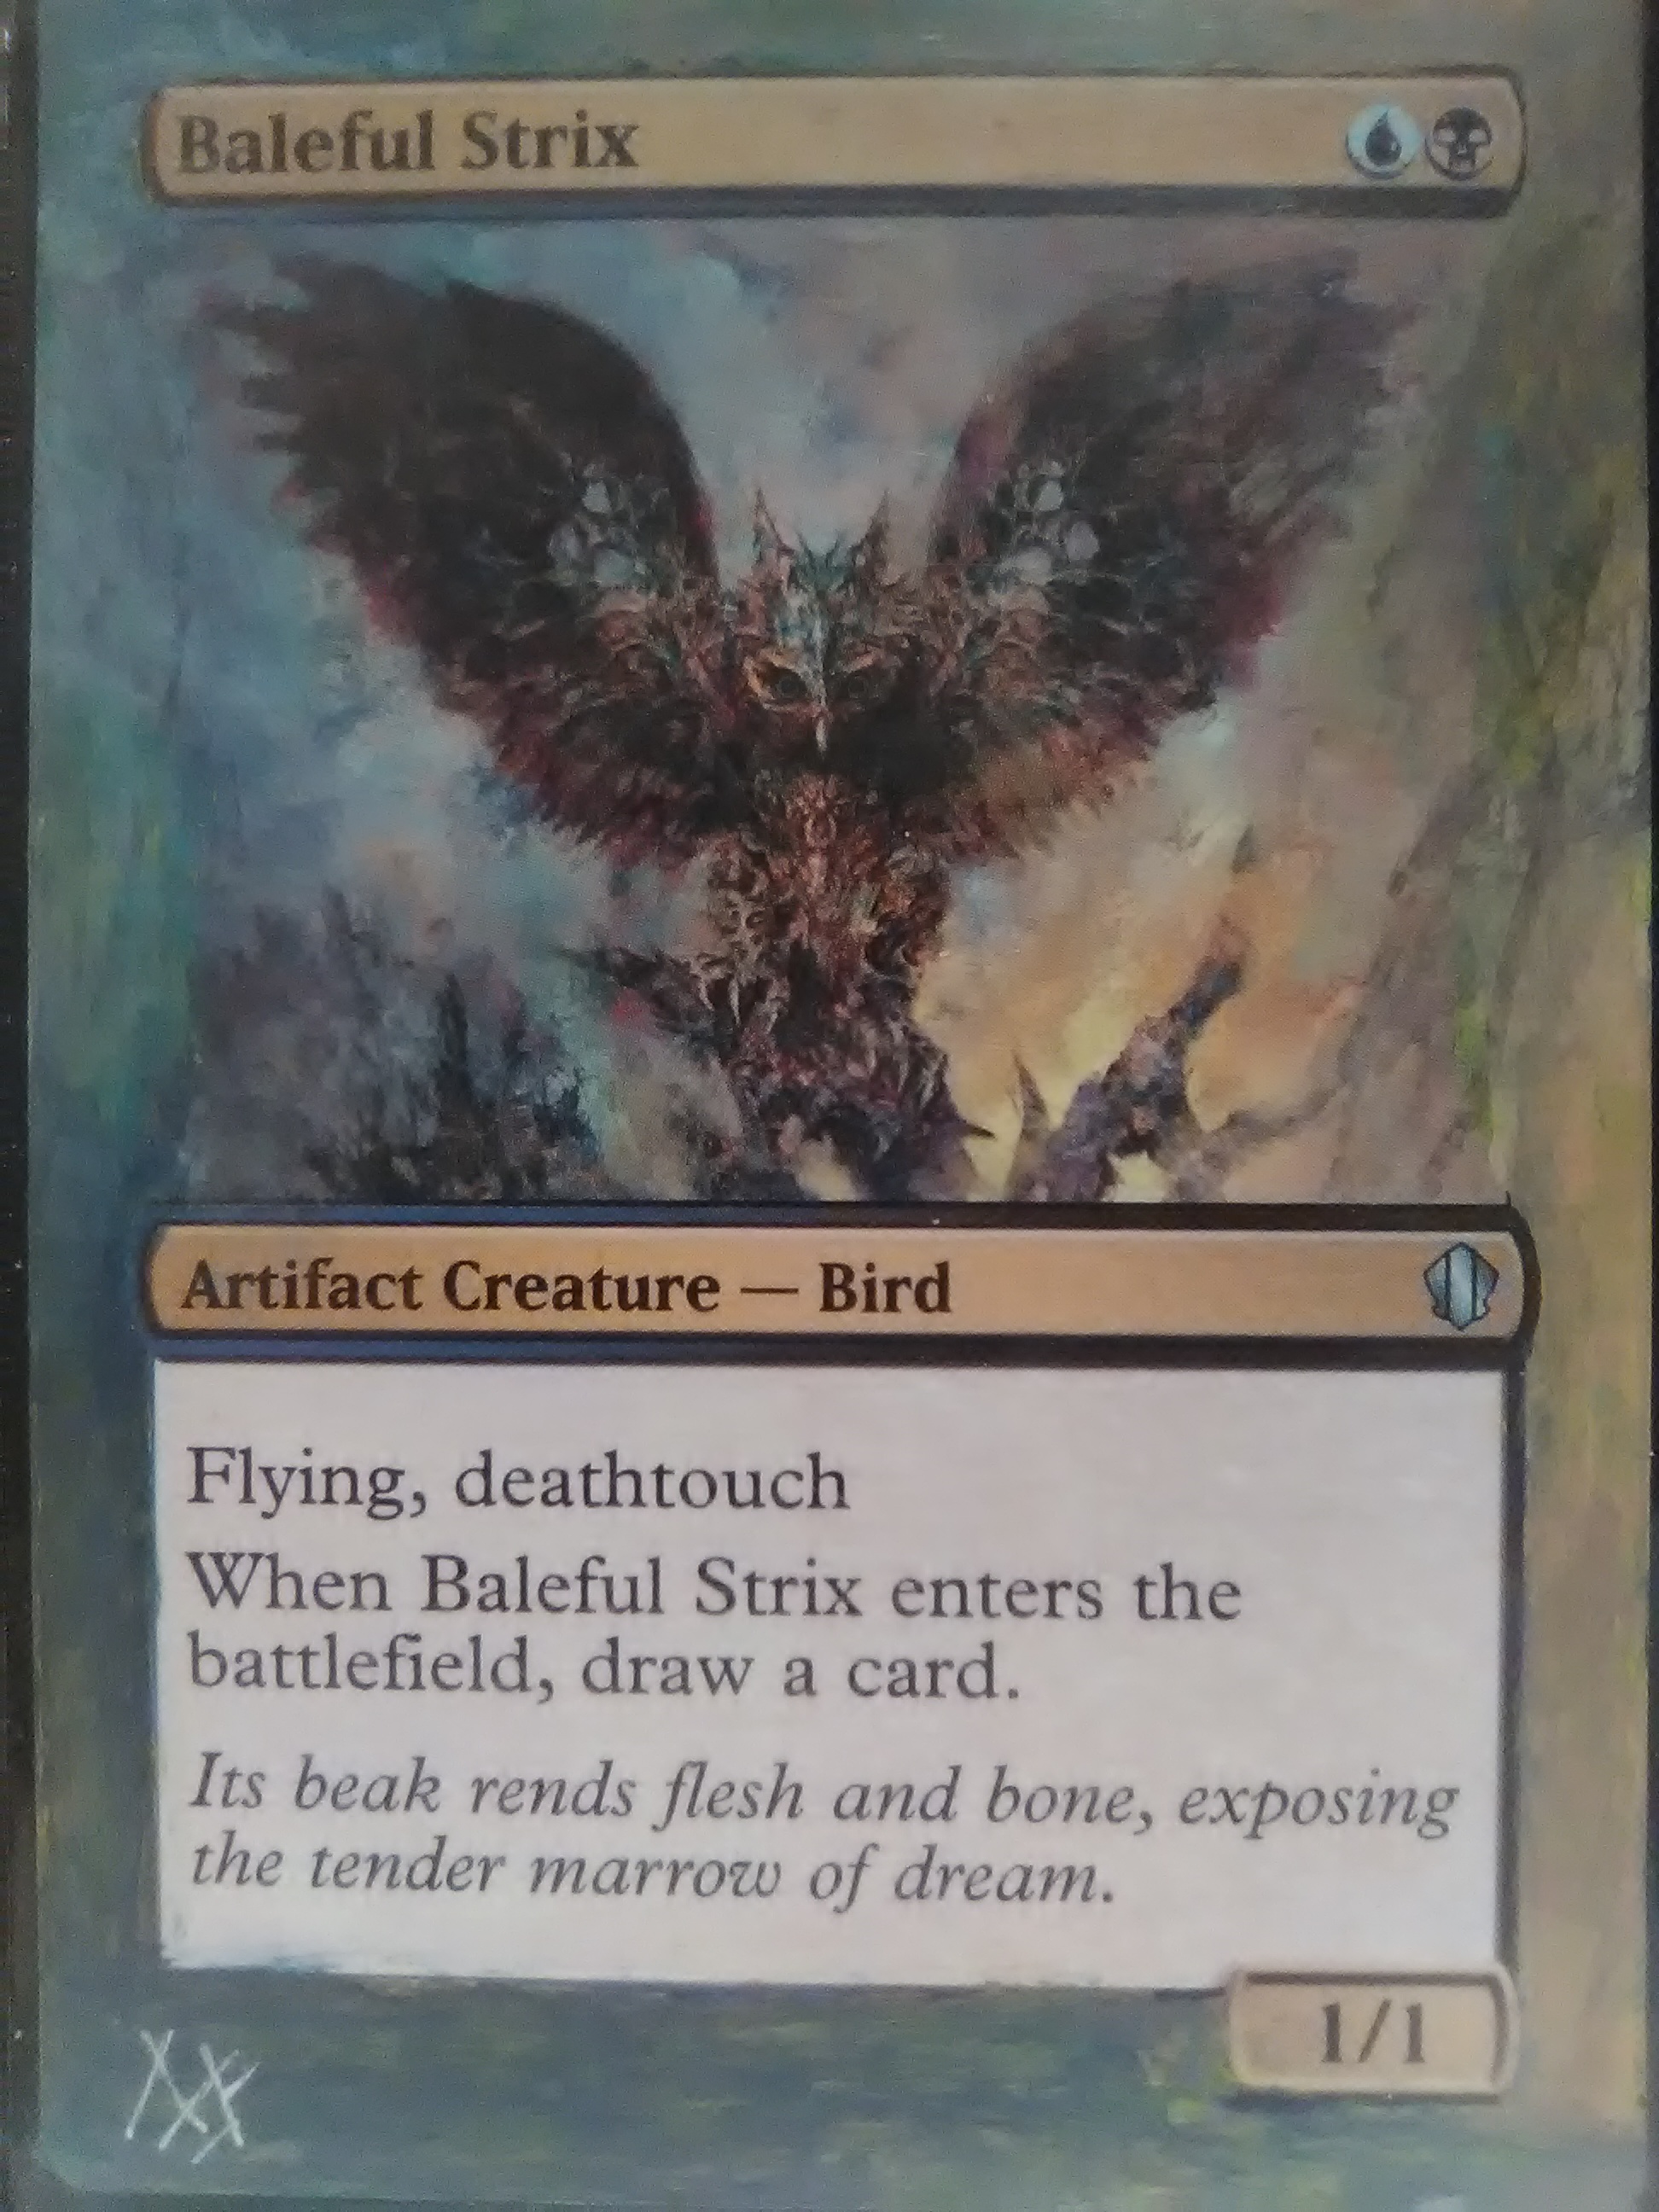 Baleful Strix
Artifact Creature — Bird
Flying, deathtouch
When Baleful Strix enters the
battlefield, draw a card.
Its beak rends flesh and bone, exposing
the tender marrow of dream.
1/1